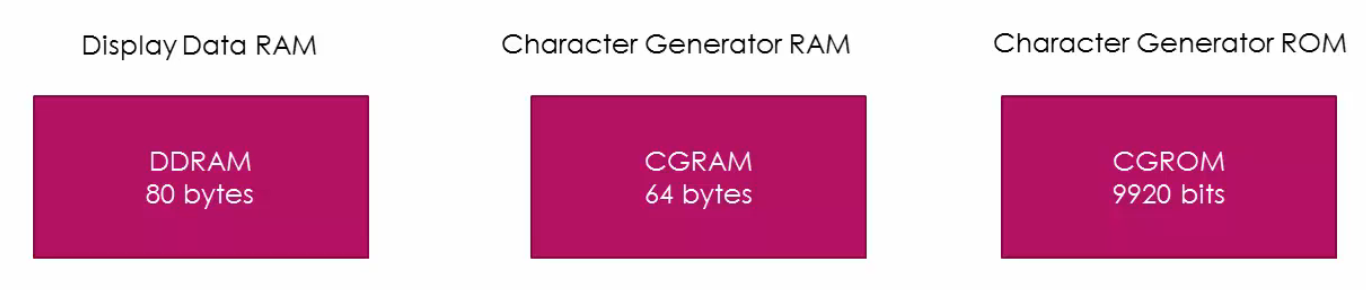 Display Data RAM
DDRAM
80 bytes
Character Generator RAM
CGRAM
64 bytes
Character Generator ROM
CGROM
9920 bits